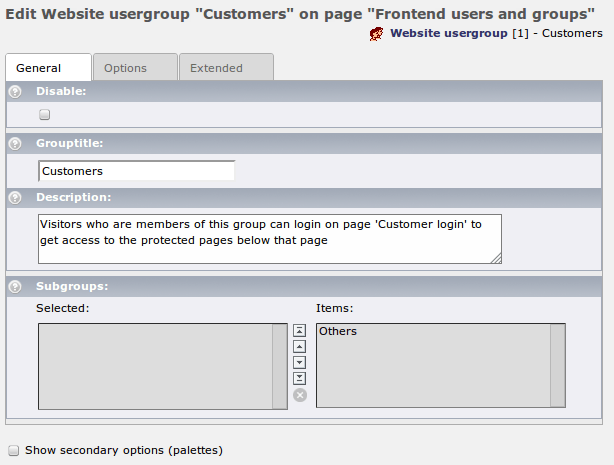 Edit Website usergroup "Customers" on page "Frontend users and groups"
Website usergroup [1] - Customers
General Options Extended
Disable:
Grouptitle:
Customers
Description:
Visitors who are members of this group can login on page 'Customer login' to
get access to the protected pages below that page
Subgroups:
Selected: Items:
Others
Show secondary options (palettes)